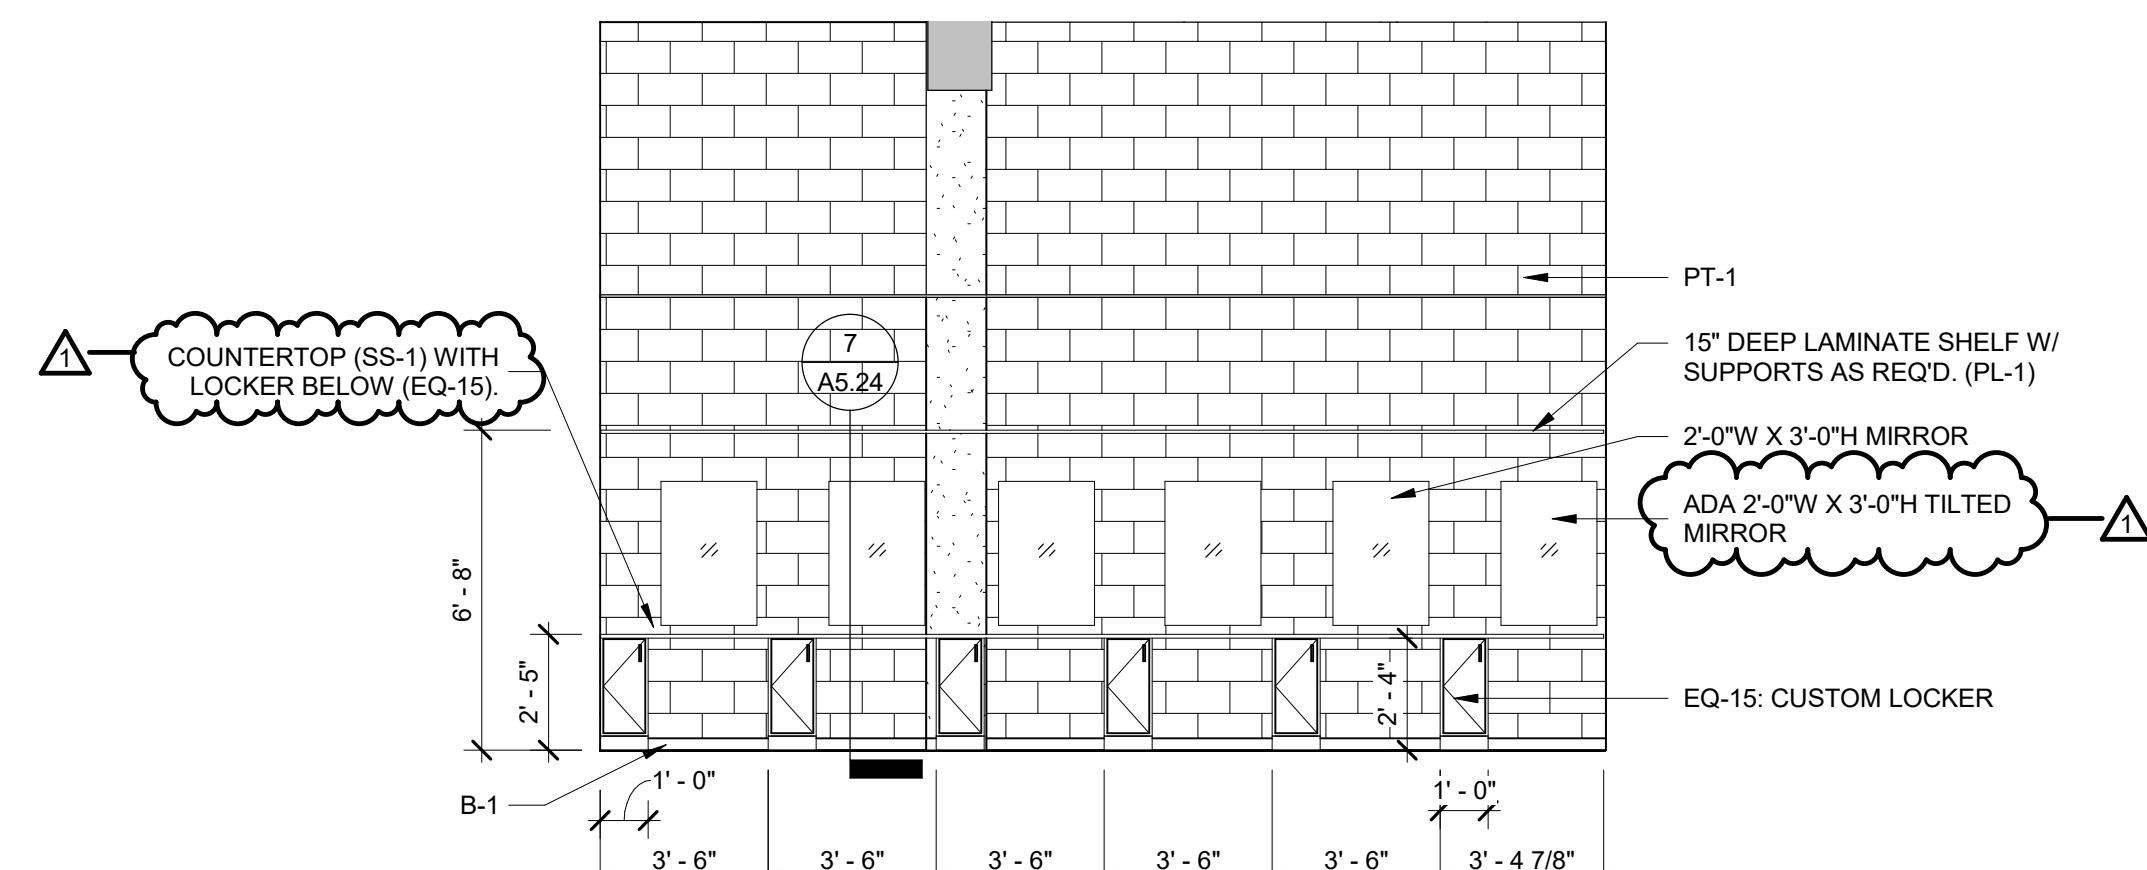 7
A5.24
PT-1
1
COUNTERTOP (SS-1) WITH
LOCKER BELOW (EQ-15).
15" DEEP LAMINATE SHELF W/
SUPPORTS AS REQ'D. (PL-1)
2'-0"W X 3'-0"H MIRROR
ADA 2'-0"W X 3'-0"H TILTED
MIRROR
1
6' - 8"
2' - 5"
2' - 4"
EQ-15: CUSTOM LOCKER
B-1
1' - 0"
1' - 0"
3' - 6"
3' - 6"
3' - 6"
3' - 6"
3' - 6"
3' - 4 7/8"